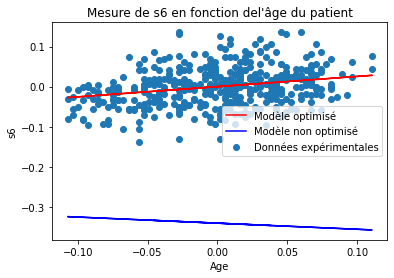 Mesure de s6 en fonction del'âge du patient
s6
0.1
0.0
−0.1
−0.2
−0.3
Modèle optimisé
Modèle non optimisé
Données expérimentales
−0.10
−0.05
0.00
0.05
0.10
Age